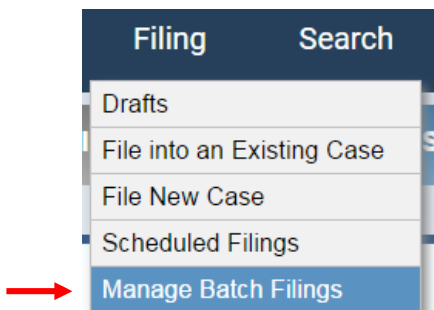 Filing Search
Drafts
File into an Existing Case
File New Case
Scheduled Filings
Manage Batch Filings